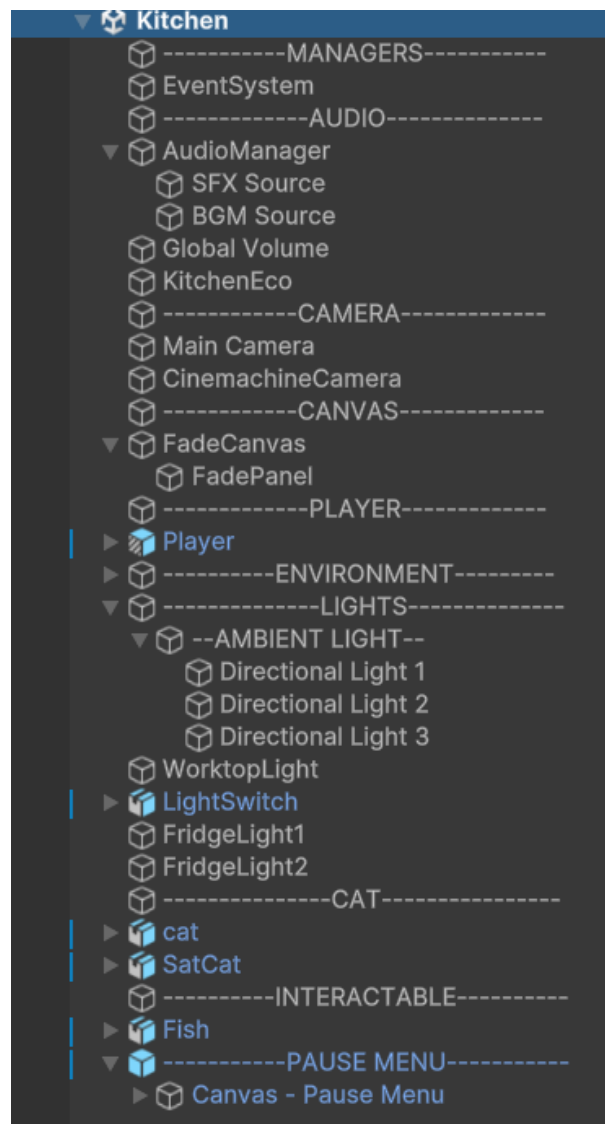 Kitchen
-----------MANAGERS-----------
EventSystem
-------------AUDIO-------------
AudioManager
SFX Source
BGM Source
Global Volume
KitchenEco
------------CAMERA-------------
Main Camera
CinemachineCamera
------------CANVAS-------------
FadeCanvas
FadePanel
-------------PLAYER-------------
Player
----------ENVIRONMENT---------
--------------LIGHTS--------------
--AMBIENT LIGHT--
Directional Light 1
Directional Light 2
Directional Light 3
WorktopLight
LightSwitch
FridgeLight1
FridgeLight2
---------------CAT----------------
cat
SatCat
----------INTERACTABLE----------
Fish
-----------PAUSE MENU-----------
Canvas - Pause Menu